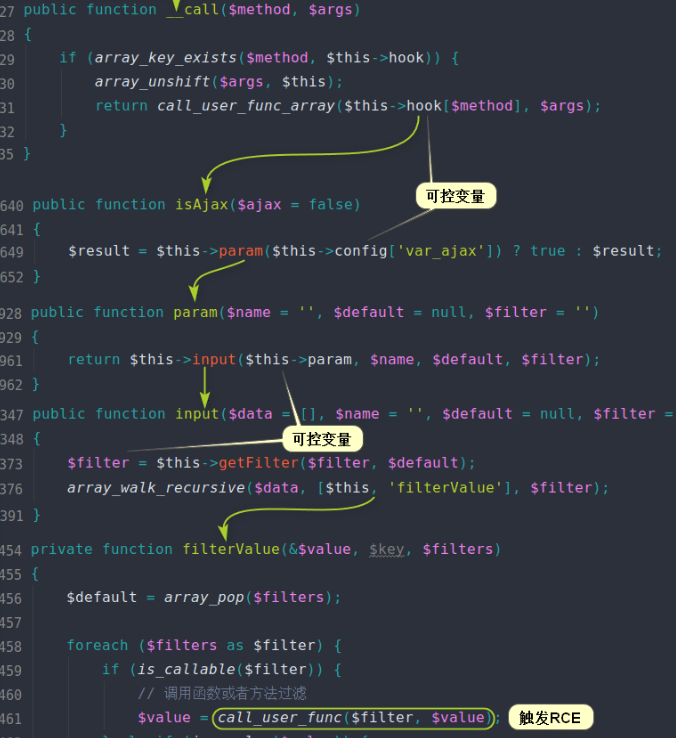 27 public function __call($method, $args)
28 {
29 if (array_key_exists($method, $this->hook)) {
30 array_unshift($args, $this);
31 return call_user_func_array($this->hook[$method], $args);
32 }
35 }
可控变量
640 public function isAjax($ajax = false)
641 {
649 $result = $this->param($this->config['var_ajax']) ? true : $result;
652 }
928 public function param($name = '', $default = null, $filter = '')
929 {
961 return $this->input($this->param, $name, $default, $filter);
962 }
347 public function input($data = [], $name = '', $default = null, $filter =
348 {
可控变量
373 $filter = $this->getFilter($filter, $default);
376 array_walk_recursive($data, [$this, 'filterValue'], $filter);
391 }
454 private function filterValue(&$value, $key, $filters)
455 {
456 $default = array_pop($filters);
457
458 foreach ($filters as $filter) {
459 if (is_callable($filter)) {
460 // 调用函数或者方法过滤
461 $value = call_user_func($filter, $value); 触发RCE